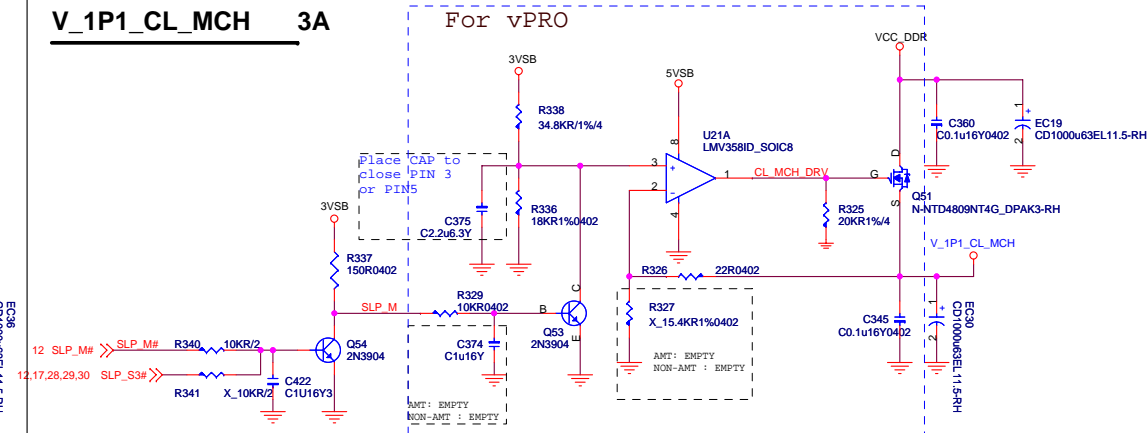 V_1P1_CL_MCH 3A
For vPRO
VCC_DDR
3VSB
5VSB
R338
34.8KR/1%/4
U21A
LMV358ID_SOIC8
C360
C0.1u16Y0402
1
+
2
EC19
CD1000u63EL11.5-RH
Place CAP to
close PIN 3
or PIN5
8
3
+
2
-
1
4
CL_MCH_DRV
D
G
S
Q51
N-NTD4809NT4G_DPAK3-RH
C375
C2.2u6.3Y
R336
18KR1%0402
R325
20KR1%/4
3VSB
R337
150R0402
V_1P1_CL_MCH
R326
22R0402
SLP_M
R329
10KR0402
B
C
E
Q53
2N3904
R327
X_15.4KR1%0402
AMT: EMPTY
NON-AMT : EMPTY
C345
C0.1u16Y0402
1
+
2
EC30
CD1000u63EL11.5-RH
12 SLP_M#
SLP_M#
R340
10KR/2
Q54
2N3904
C374
C1u16Y
12,17,28,29,30 SLP_S3#
R341
X_10KR/2
C422
C1U16Y3
AMT: EMPTY
NON-AMT : EMPTY
EC36